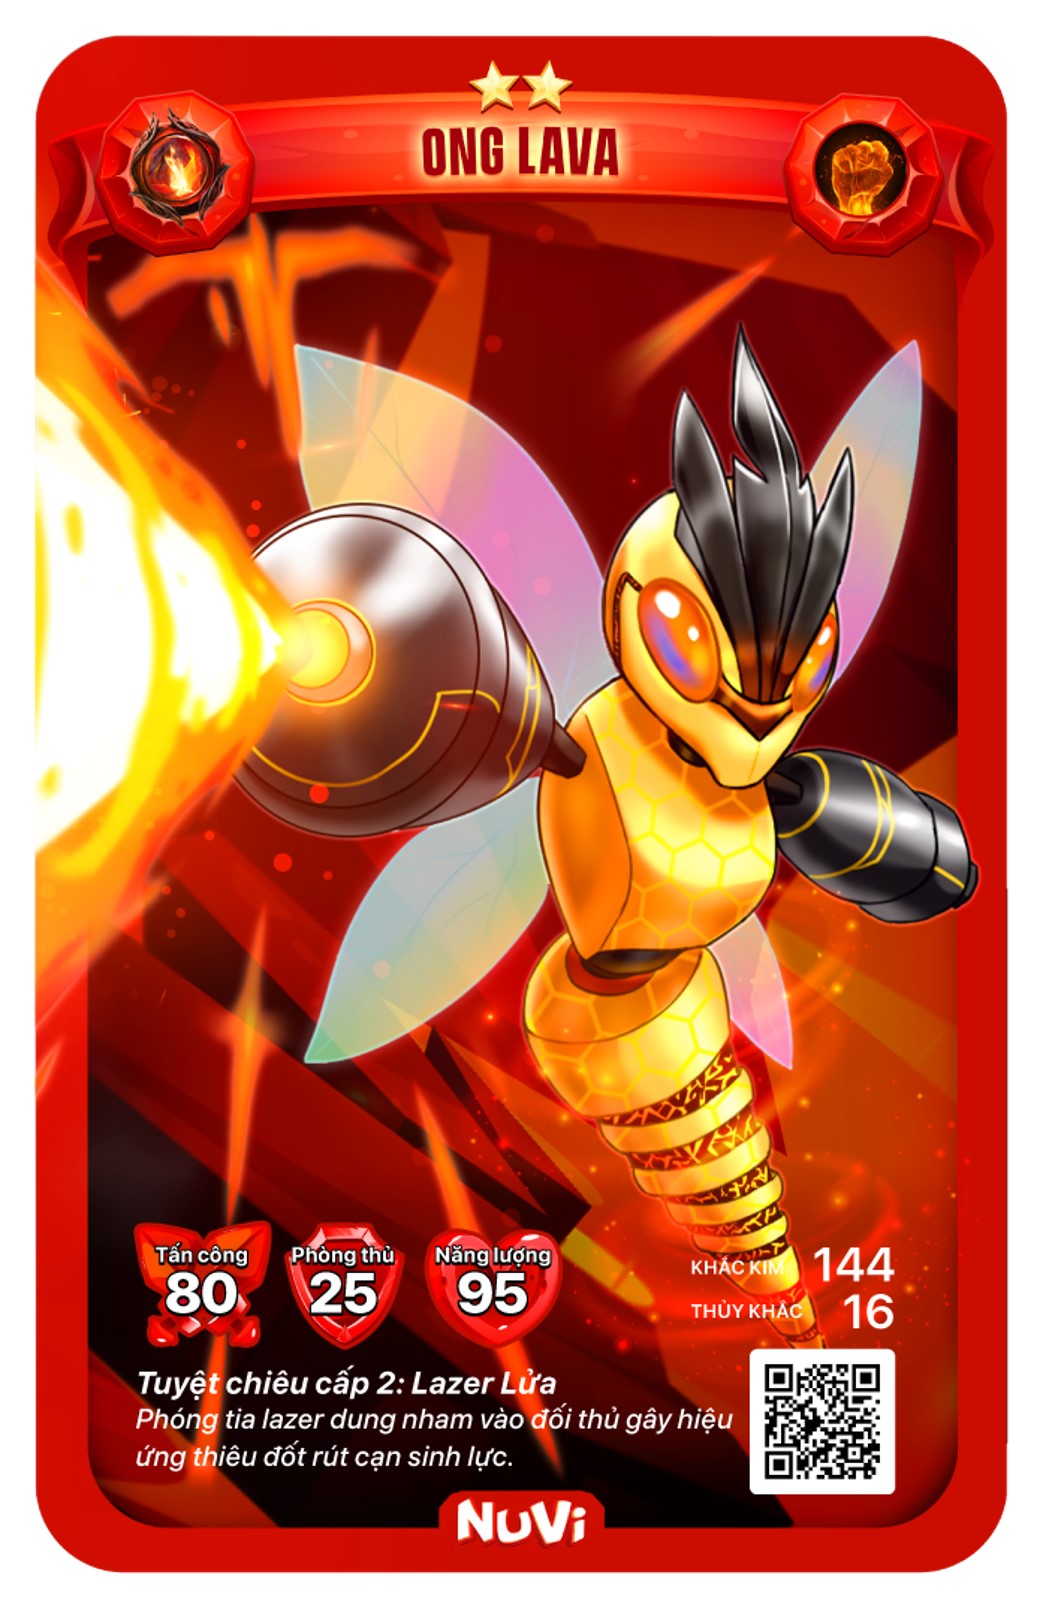 ONG LAVA
Tấn công
80
Phòng thủ
25
Năng lượng
95
KHẮC KIM 144
THỦY KHẮC 16
Tuyệt chiêu cấp 2: Lazer Lửa
Phóng tia lazer dung nham vào đối thủ gây hiệu
ứng thiêu đốt rút cạn sinh lực.
NUVI
NuVi